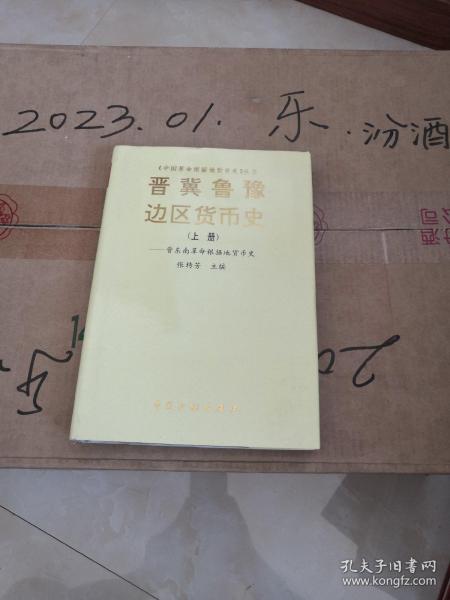 2023.01. 乐.汾酒
《中国革命根据地货币史》丛书
晋冀鲁豫
边区货币史
(上册)
——晋东南革命根据地货币史
张转芳 主编
中国金融出版社
孔夫子旧书网
www.kongfz.com